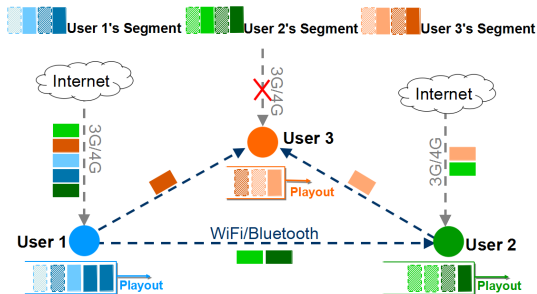 User 1's Segment
User 2's Segment
User 3's Segment
Internet
3G/4G
3G/4G
Internet
3G/4G
User 3
Playout
User 1
WiFi/Bluetooth
User 2
Playout
Playout